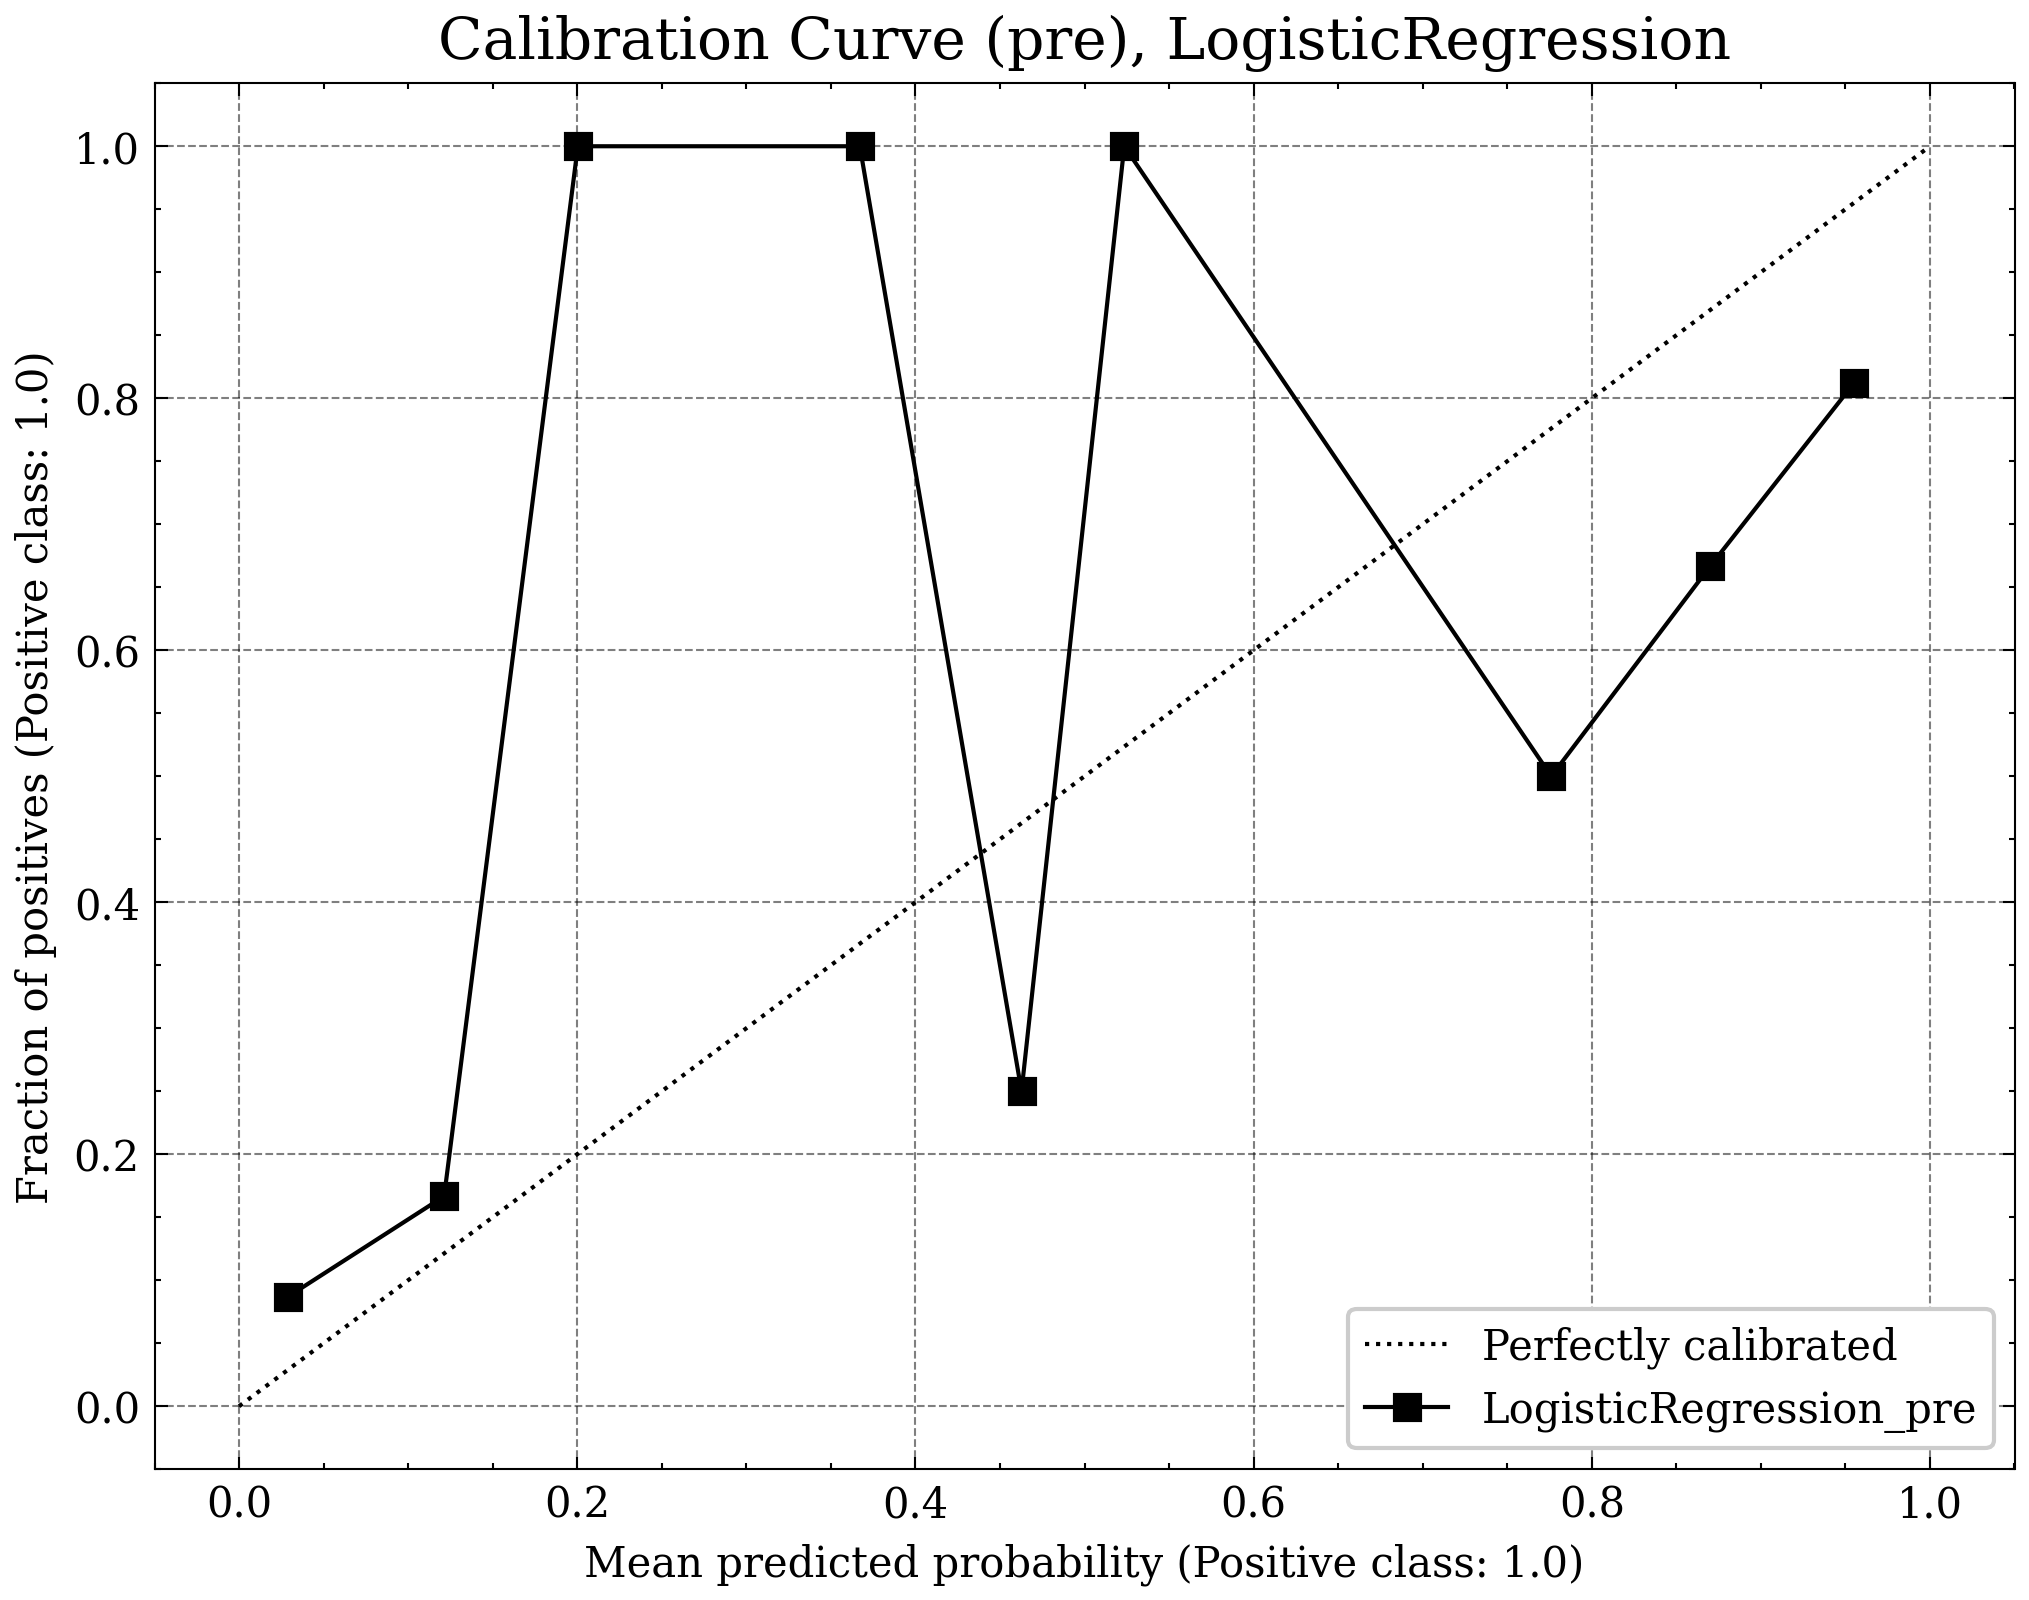 Calibration Curve (pre), LogisticRegression
Fraction of positives (Positive class: 1.0)
1.0
0.8
0.6
0.4
0.2
0.0
0.0 0.2 0.4 0.6 0.8 1.0
Mean predicted probability (Positive class: 1.0)
Perfectly calibrated
LogisticRegression_pre